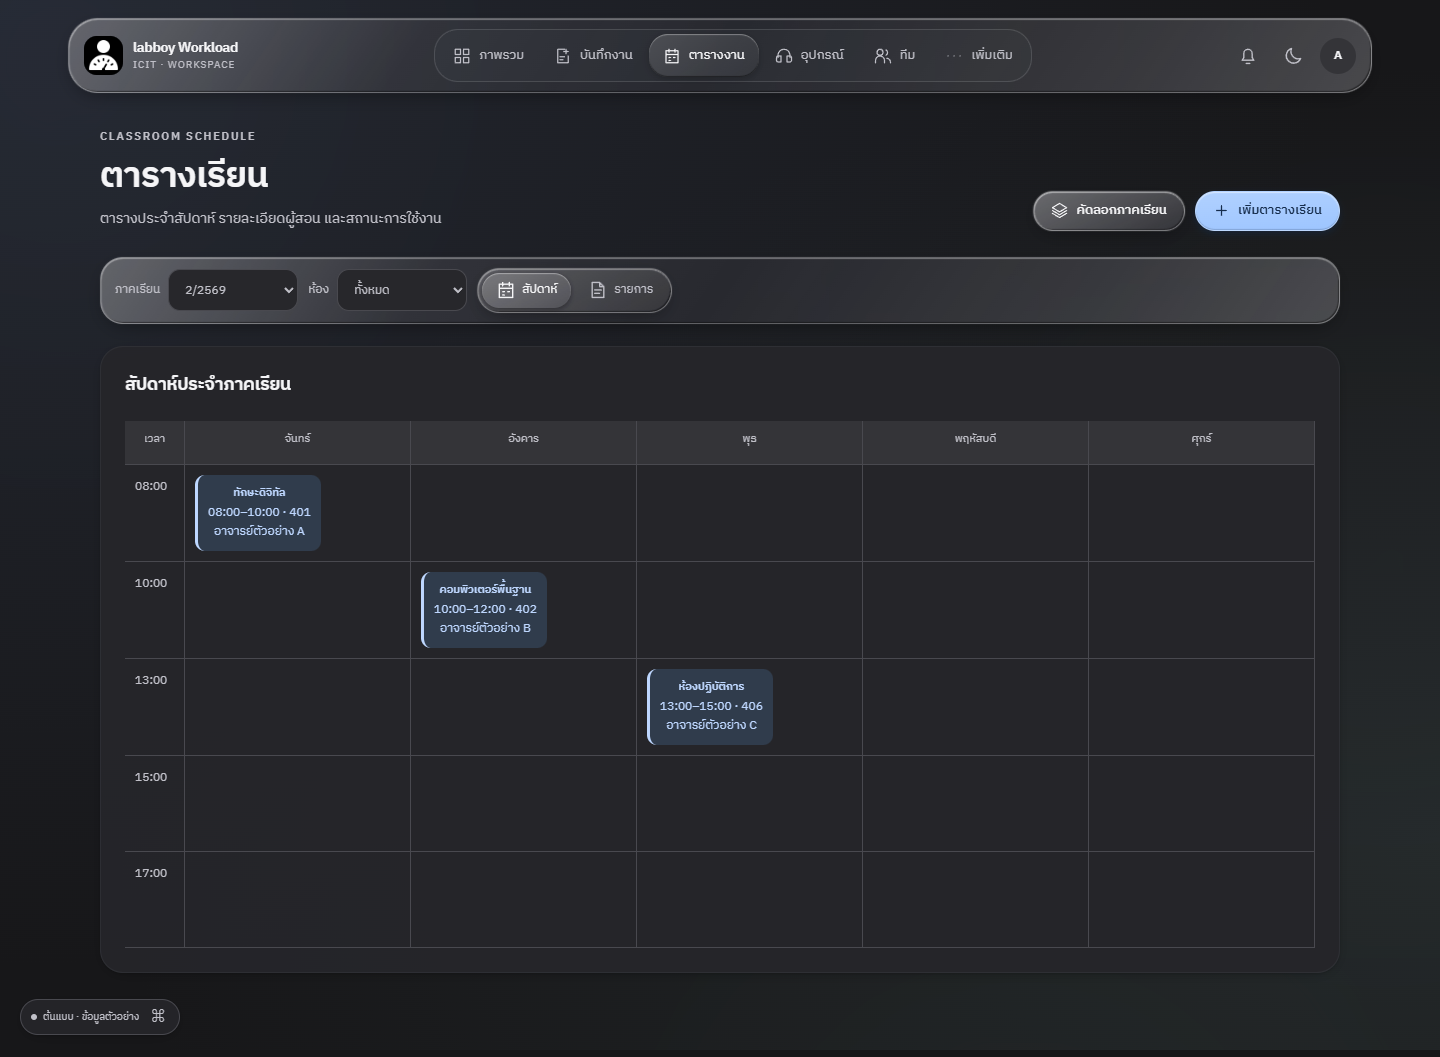 labboy Workload
ICIT · WORKSPACE
ภาพรวม
บันทึกงาน
ตารางงาน
อุปกรณ์
ทีม
เพิ่มเติม
A
CLASSROOM SCHEDULE
ตารางเรียน
ตารางประจำสัปดาห์ รายละเอียดผู้สอน และสถานะการใช้งาน
คัดลอกภาคเรียน
เพิ่มตารางเรียน
ภาคเรียน
2/2569
ห้อง
ทั้งหมด
สัปดาห์
รายการ
สัปดาห์ประจำภาคเรียน
เวลา
จันทร์
อังคาร
พุธ
พฤหัสบดี
ศุกร์
08:00
ทักษะดิจิทัล
08:00–10:00 · 401
อาจารย์ตัวอย่าง A
10:00
คอมพิวเตอร์พื้นฐาน
10:00–12:00 · 402
อาจารย์ตัวอย่าง B
13:00
ห้องปฏิบัติการ
13:00–15:00 · 406
อาจารย์ตัวอย่าง C
15:00
17:00
ต้นแบบ · ข้อมูลตัวอย่าง ⌘